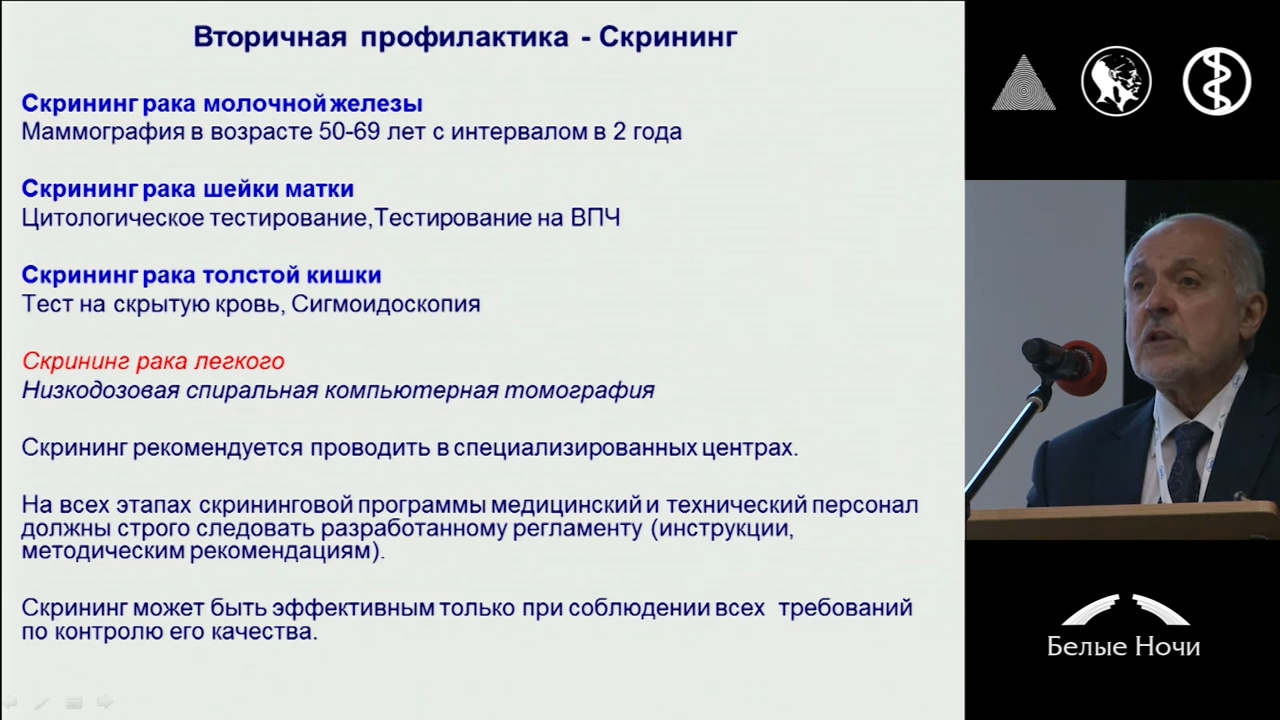 Вторичная профилактика - Скрининг
Скрининг рака молочной железы
Маммография в возрасте 50-69 лет с интервалом в 2 года
Скрининг рака шейки матки
Цитологическое тестирование,Тестирование на ВПЧ
Скрининг рака толстой кишки
Тест на скрытую кровь, Сигмоидоскопия
Скрининг рака легкого
Низкодозовая спиральная компьютерная томография
Скрининг рекомендуется проводить в специализированных центрах.
На всех этапах скрининговой программы медицинский и технический персонал
должны строго следовать разработанному регламенту (инструкции,
методическим рекомендациям).
Скрининг может быть эффективным только при соблюдении всех требований
по контролю его качества.
Белые Ночи